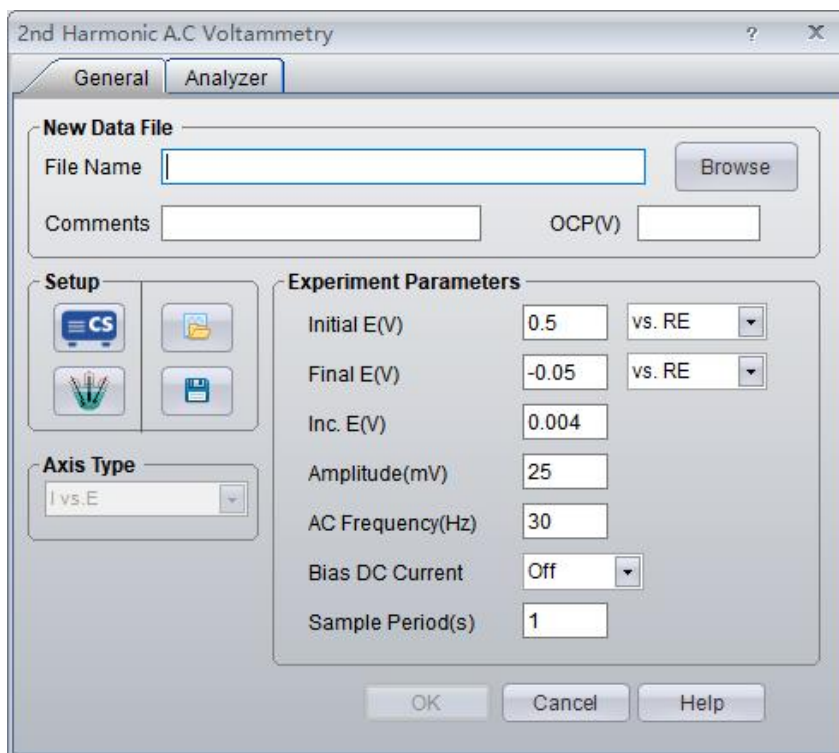 2nd Harmonic A.C Voltammetry ? X
General Analyzer
New Data File
File Name Browse
Comments OCP(V)
Setup
CS
Axis Type
I vs.E
Experiment Parameters
Initial E(V) 0.5 vs. RE
Final E(V) -0.05 vs. RE
Inc. E(V) 0.004
Amplitude(mV) 25
AC Frequency(Hz) 30
Bias DC Current Off
Sample Period(s) 1
OK Cancel Help